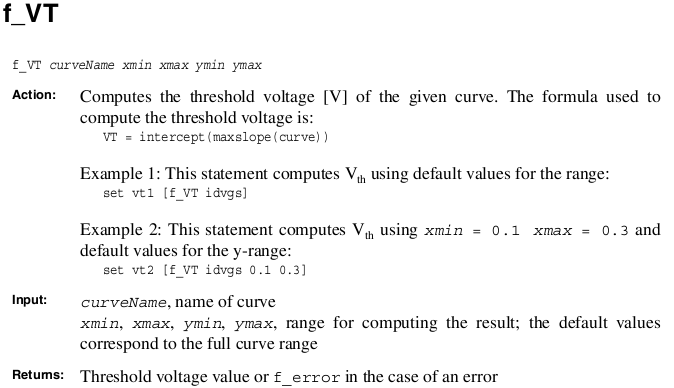 f_VT
f_VT curveName xmin xmax ymin ymax
Action: Computes the threshold voltage [V] of the given curve. The formula used to
compute the threshold voltage is:
VT = intercept(maxslope(curve))
Example 1: This statement computes Vth using default values for the range:
set vt1 [f_VT idvgs]
Example 2: This statement computes Vth using xmin = 0.1 xmax = 0.3 and
default values for the y-range:
set vt2 [f_VT idvgs 0.1 0.3]
Input: curveName, name of curve
xmin, xmax, ymin, ymax, range for computing the result; the default values
correspond to the full curve range
Returns: Threshold voltage value or f_error in the case of an error